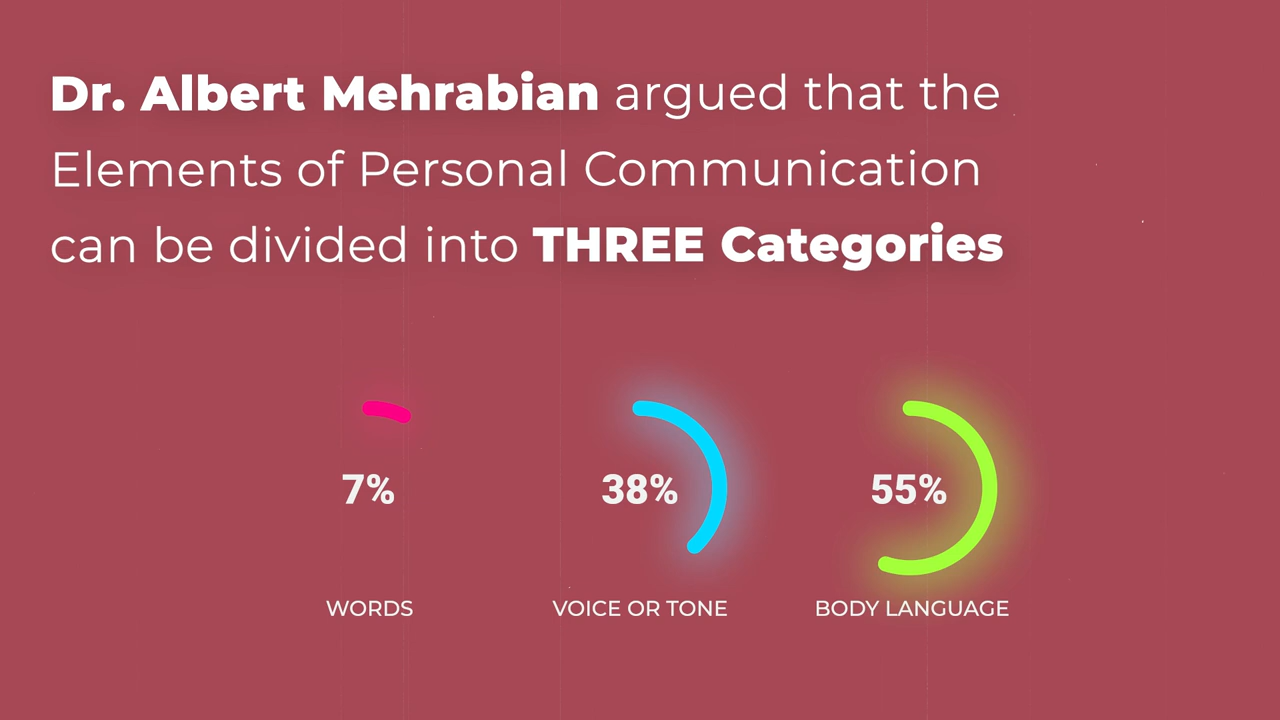 Dr. Albert Mehrabian argued that the
Elements of Personal Communication
can be divided into THREE Categories
7%
38%
55%
WORDS
VOICE OR TONE
BODY LANGUAGE